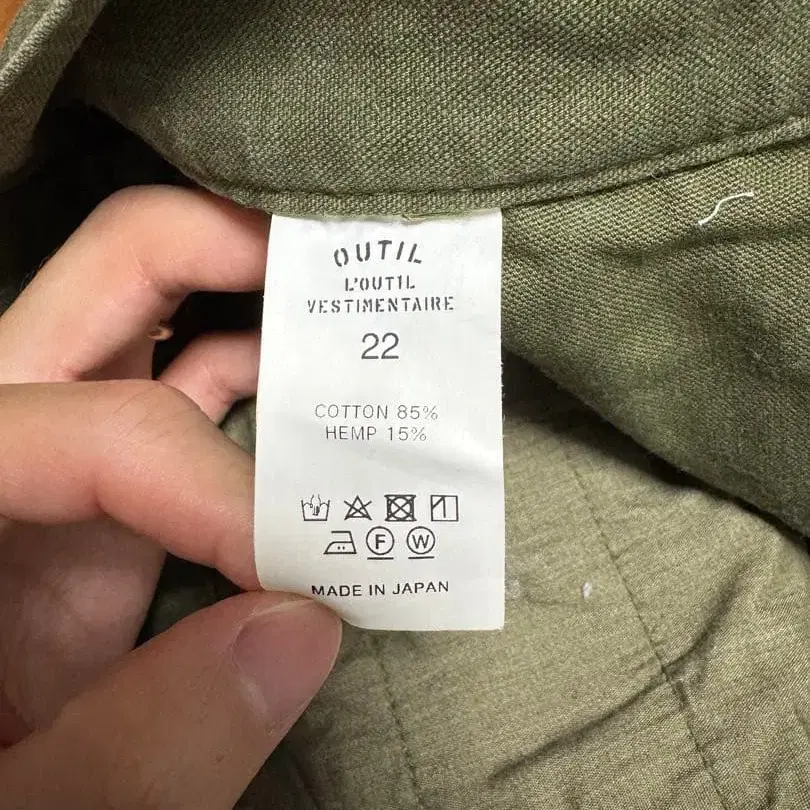 OUTIL
L'OUTIL
VESTIMENTAIRE
22
COTTON 85%
HEMP 15%
F W
MADE IN JAPAN